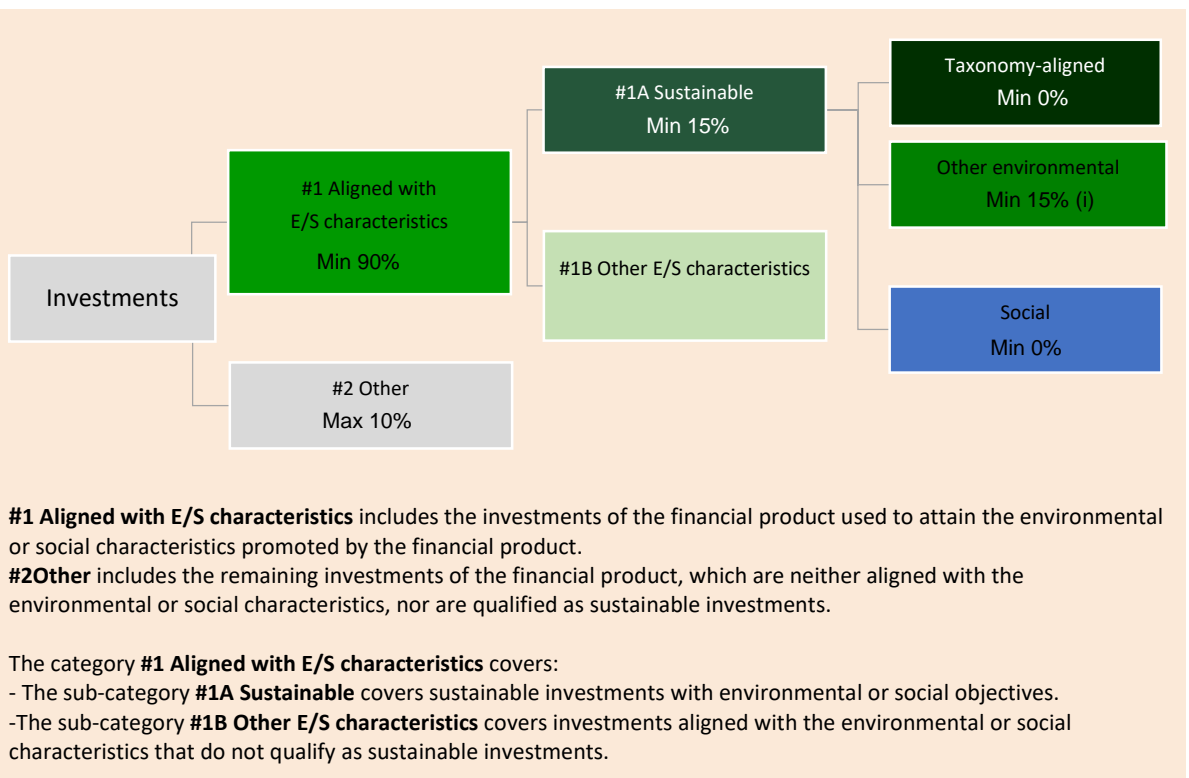 Investments
#1 Aligned with
E/S characteristics
Min 90%
#2 Other
Max 10%
#1A Sustainable
Min 15%
#1B Other E/S characteristics
Taxonomy-aligned
Min 0%
Other environmental
Min 15% (i)
Social
Min 0%
#1 Aligned with E/S characteristics includes the investments of the financial product used to attain the environmental
or social characteristics promoted by the financial product.
#2Other includes the remaining investments of the financial product, which are neither aligned with the
environmental or social characteristics, nor are qualified as sustainable investments.
The category #1 Aligned with E/S characteristics covers:
- The sub-category #1A Sustainable covers sustainable investments with environmental or social objectives.
-The sub-category #1B Other E/S characteristics covers investments aligned with the environmental or social
characteristics that do not qualify as sustainable investments.